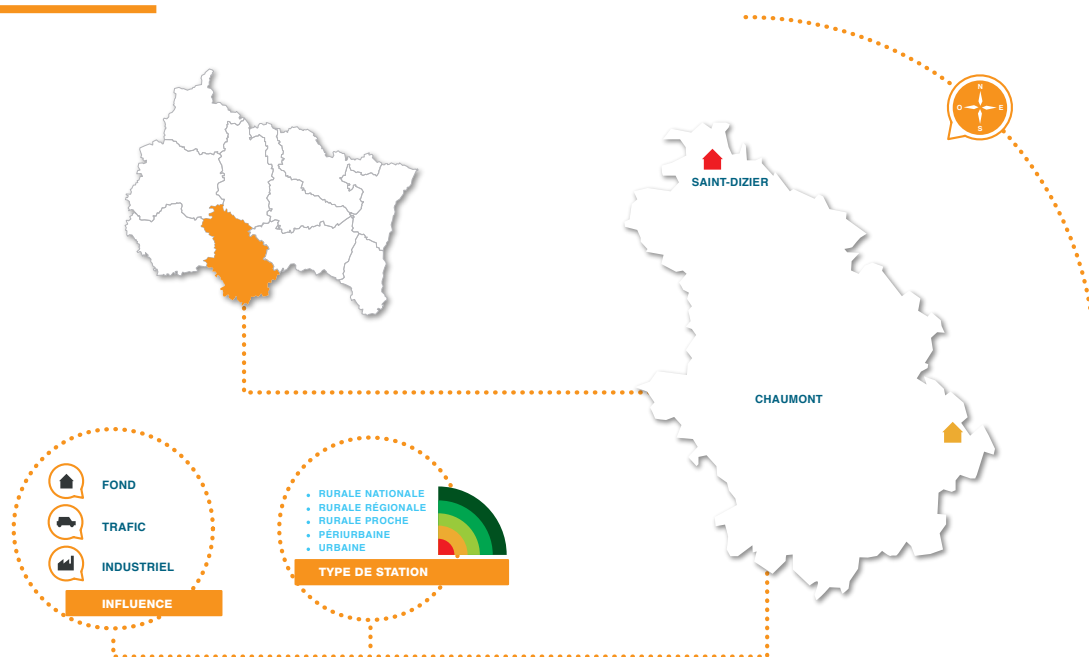 N
O E
S
SAINT-DIZIER
CHAUMONT
FOND
TRAFIC
INDUSTRIEL
INFLUENCE
• RURALE NATIONALE
• RURALE RÉGIONALE
• RURALE PROCHE
• PÉRIURBAINE
• URBAINE
TYPE DE STATION